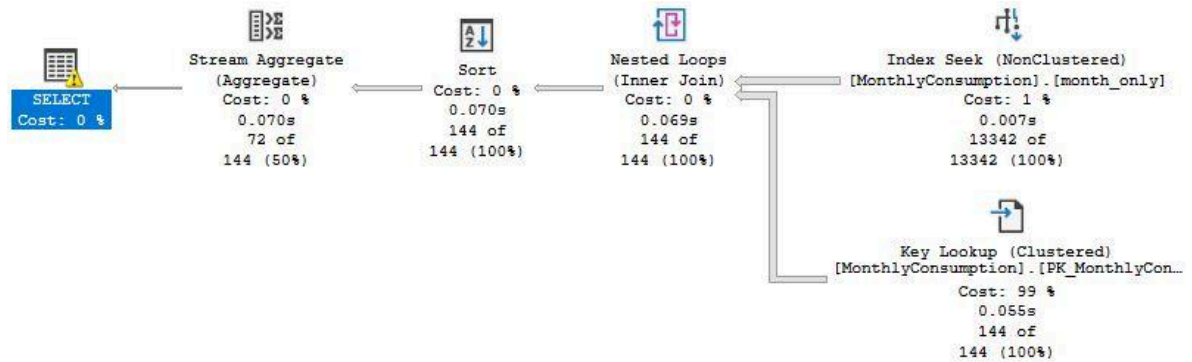 SELECT
Cost: 0 %
Stream Aggregate
(Aggregate)
Cost: 0 %
0.070s
72 of
144 (50%)
Sort
Cost: 0 %
0.070s
144 of
144 (100%)
Nested Loops
(Inner Join)
Cost: 0 %
0.069s
144 of
144 (100%)
Index Seek (NonClustered)
[MonthlyConsumption].[month_only]
Cost: 1 %
0.007s
13342 of
13342 (100%)
Key Lookup (Clustered)
[MonthlyConsumption].[PK_MonthlyCon…
Cost: 99 %
0.055s
144 of
144 (100%)